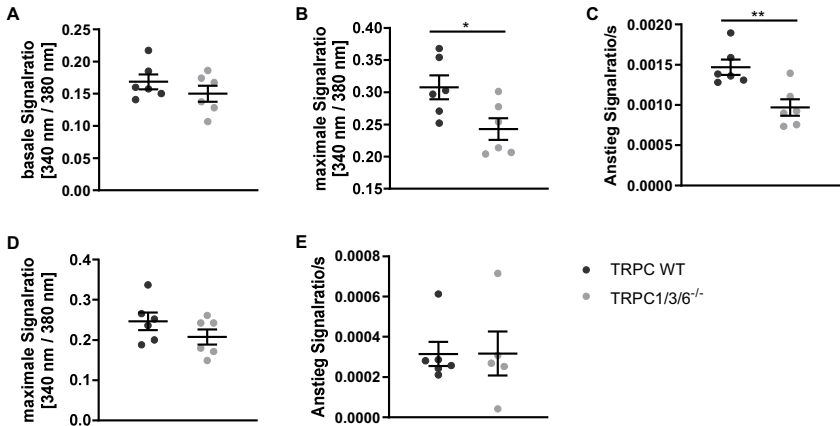 A
basale Signalratio
[340 nm / 380 nm]
0.25
0.20
0.15
0.10
0.05
0.00
B
maximale Signalratio
[340 nm / 380 nm]
0.40
0.35
0.30
0.25
0.20
0.15
*
C
Anstieg Signalratio/s
0.0020
0.0015
0.0010
0.0005
0.0000
**
D
maximale Signalratio
[340 nm / 380 nm]
0.4
0.3
0.2
0.1
0.0
E
Anstieg Signalratio/s
0.0008
0.0006
0.0004
0.0002
0.0000
TRPC WT
TRPC1/3/6-/-